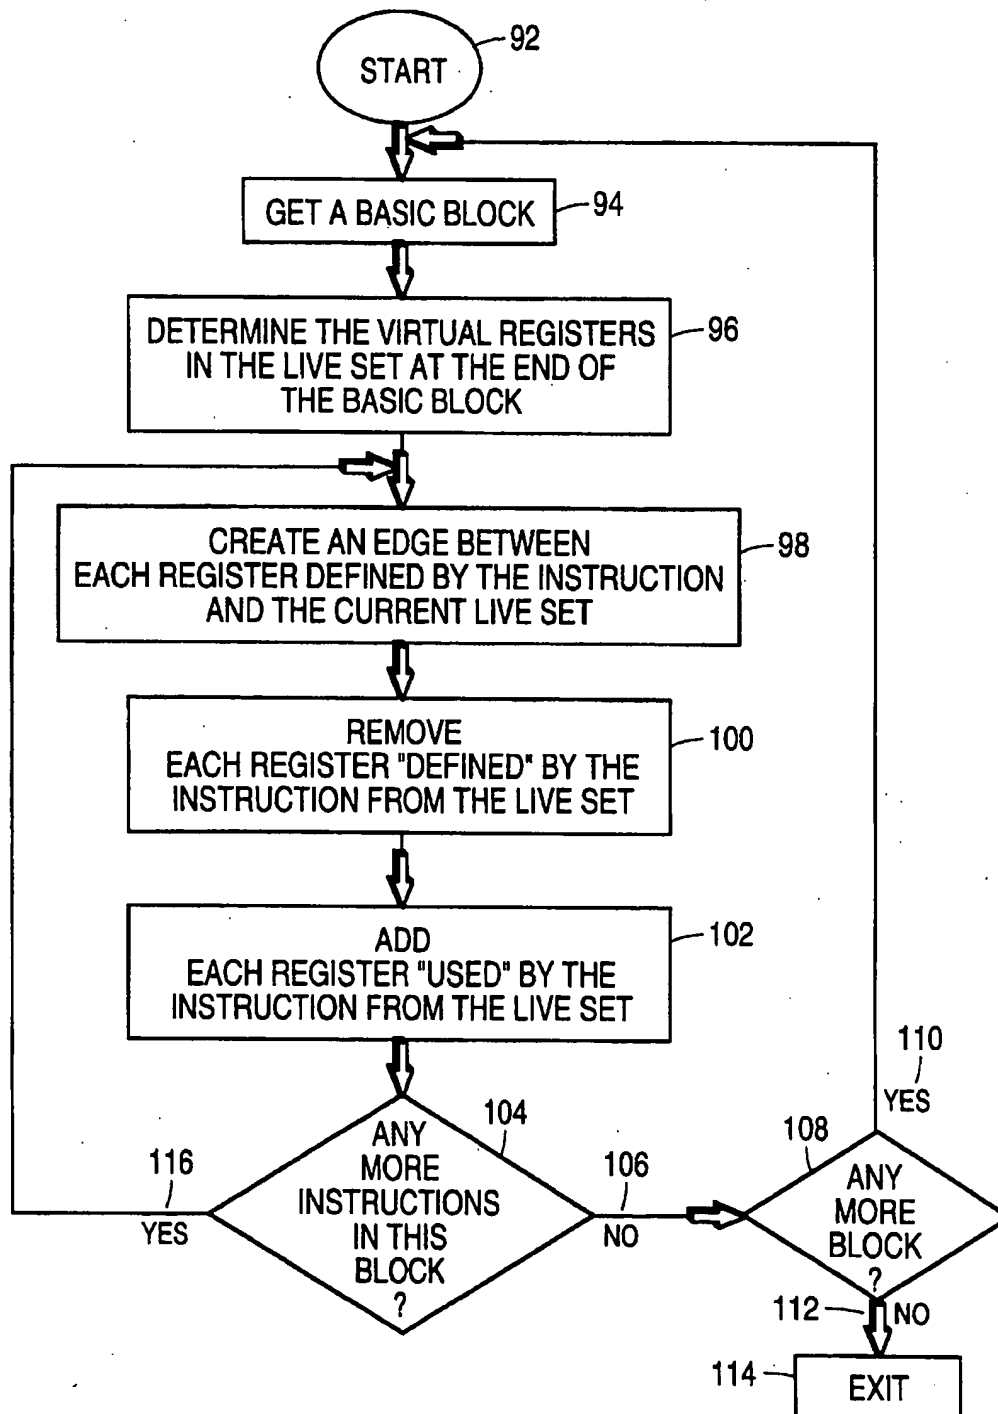 START
92
GET A BASIC BLOCK
94
DETERMINE THE VIRTUAL REGISTERS
IN THE LIVE SET AT THE END OF
THE BASIC BLOCK
96
CREATE AN EDGE BETWEEN
EACH REGISTER DEFINED BY THE INSTRUCTION
AND THE CURRENT LIVE SET
98
REMOVE
EACH REGISTER "DEFINED" BY THE
INSTRUCTION FROM THE LIVE SET
100
ADD
EACH REGISTER "USED" BY THE
INSTRUCTION FROM THE LIVE SET
102
ANY
MORE
INSTRUCTIONS
IN THIS
BLOCK
?
104
116
YES
106
NO
ANY
MORE
BLOCK
?
108
110
YES
112
NO
EXIT
114